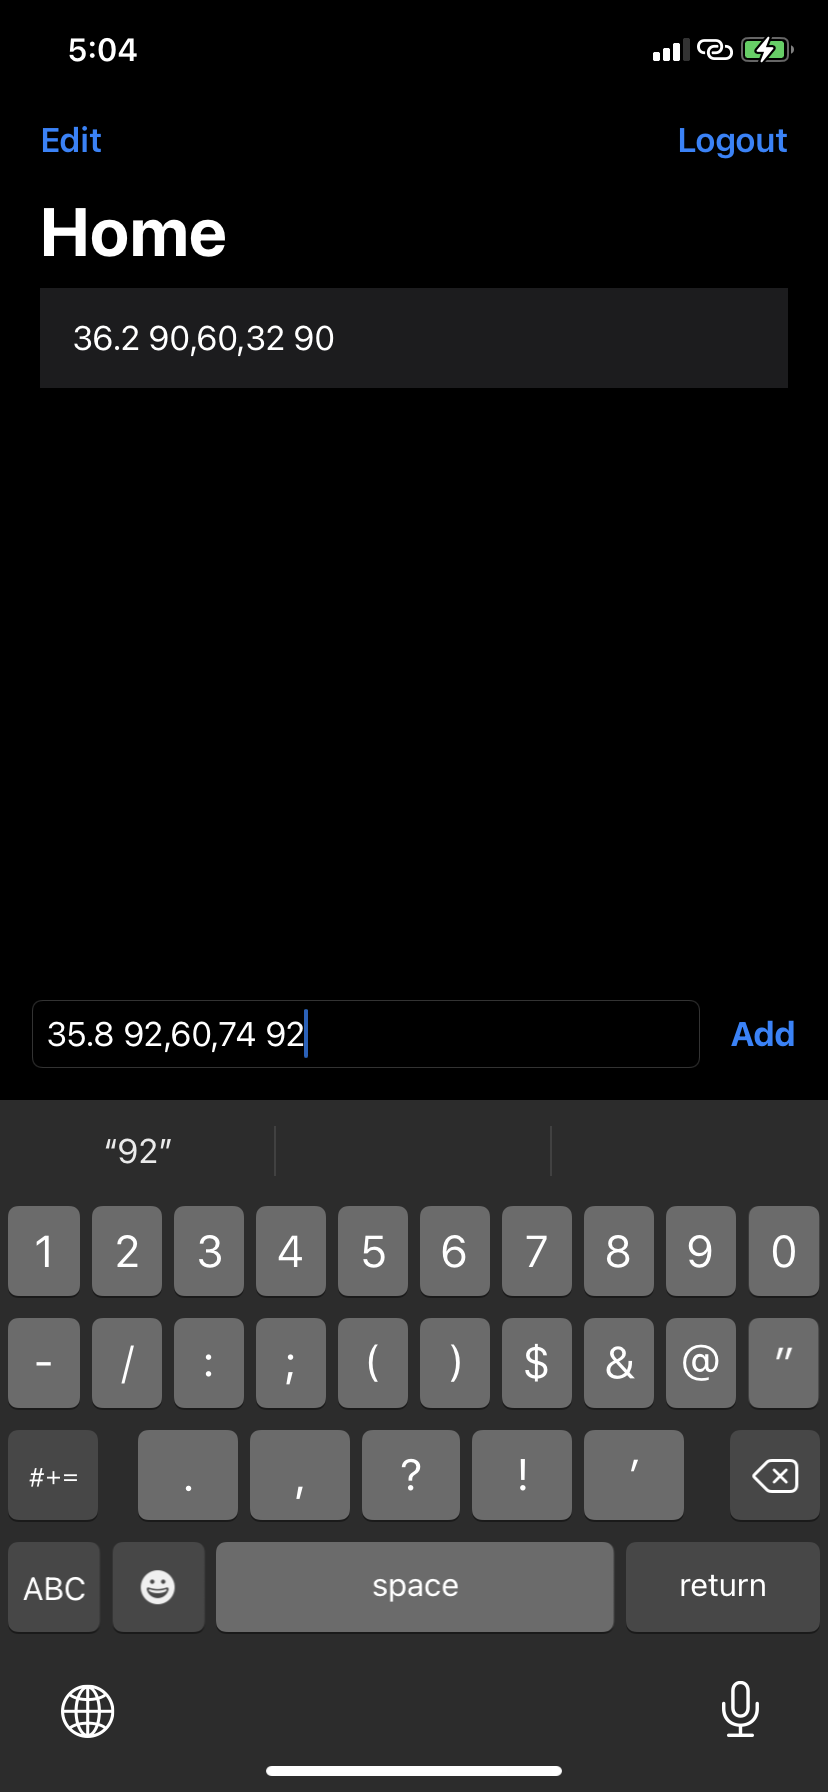 5:04
Edit Logout
Home
36.2 90,60,32 90
35.8 92,60,74 92 Add
“92”
1 2 3 4 5 6 7 8 9 0
- / : ; ( ) $ & @ "
#+= . , ? ! '
ABC space return